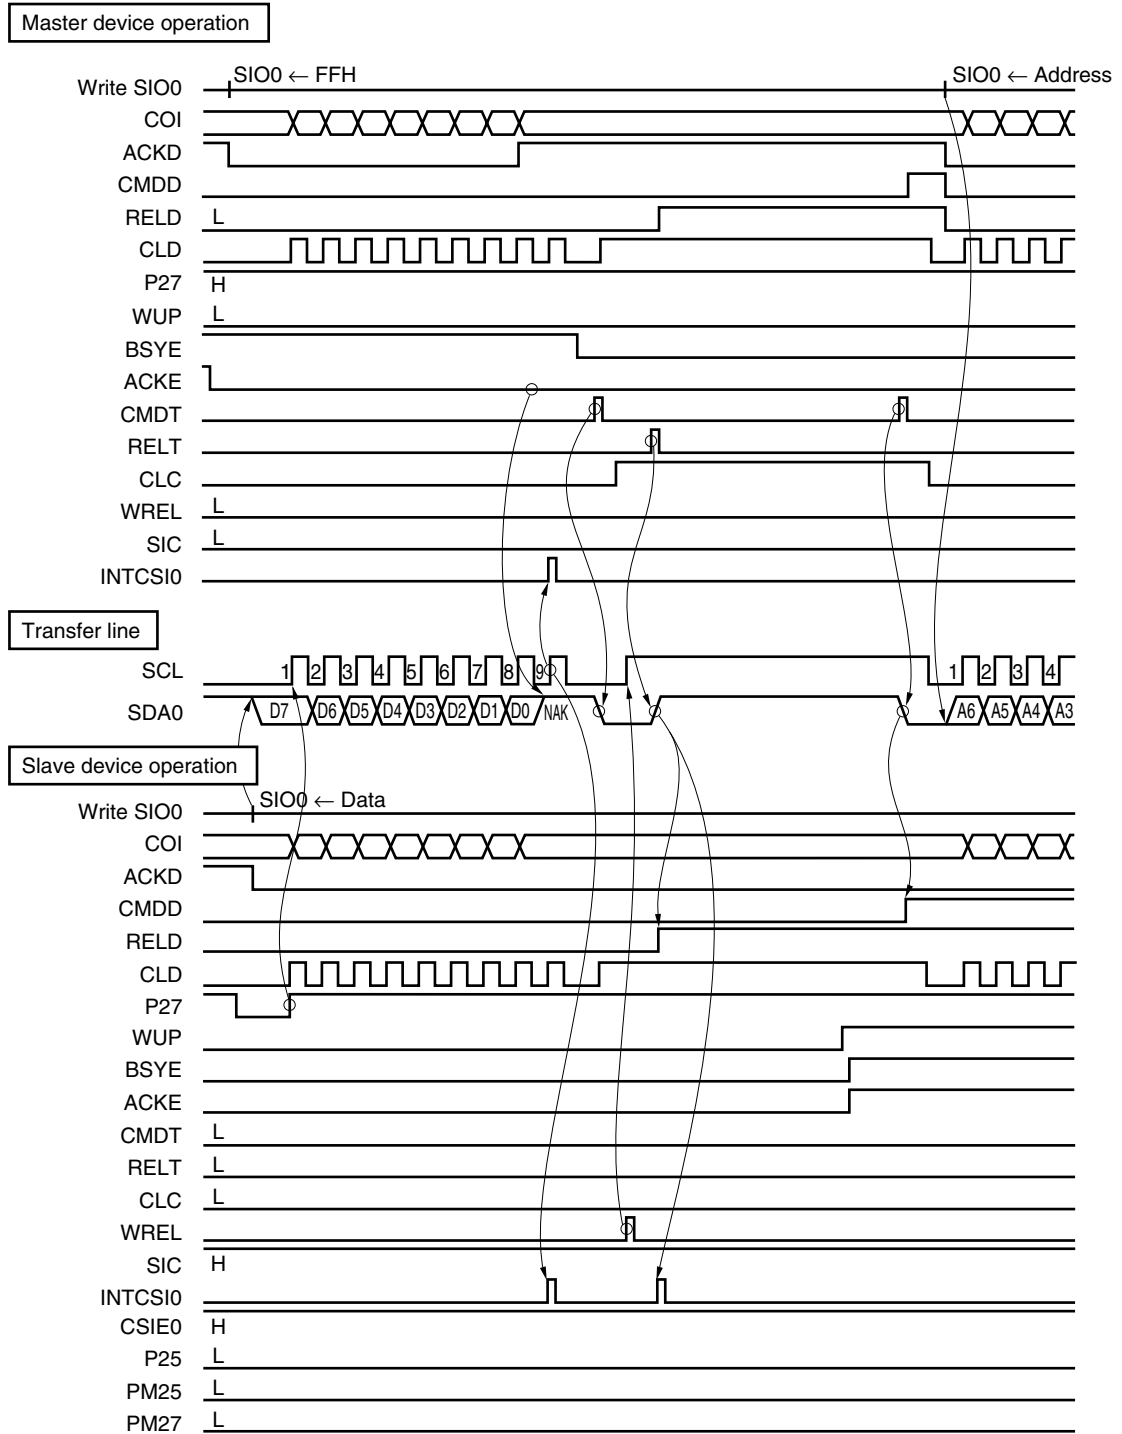 Master device operation
SIO0 ← FFH SIO0 ← Address
Write SIO0
COI
ACKD
CMDD
RELD L
CLD
P27 H
WUP L
BSYE
ACKE
CMDT
RELT
CLC
WREL L
SIC L
INTCSI0
Transfer line
SCL 1 2 3 4 5 6 7 8 9 1 2 3 4
SDA0 D7 D6 D5 D4 D3 D2 D1 D0 NAK A6 A5 A4 A3
Slave device operation
SIO0 ← Data
Write SIO0
COI
ACKD
CMDD
RELD
CLD
P27
WUP
BSYE
ACKE
CMDT L
RELT L
CLC L
WREL
SIC H
INTCSI0
CSIE0 H
P25 L
PM25 L
PM27 L